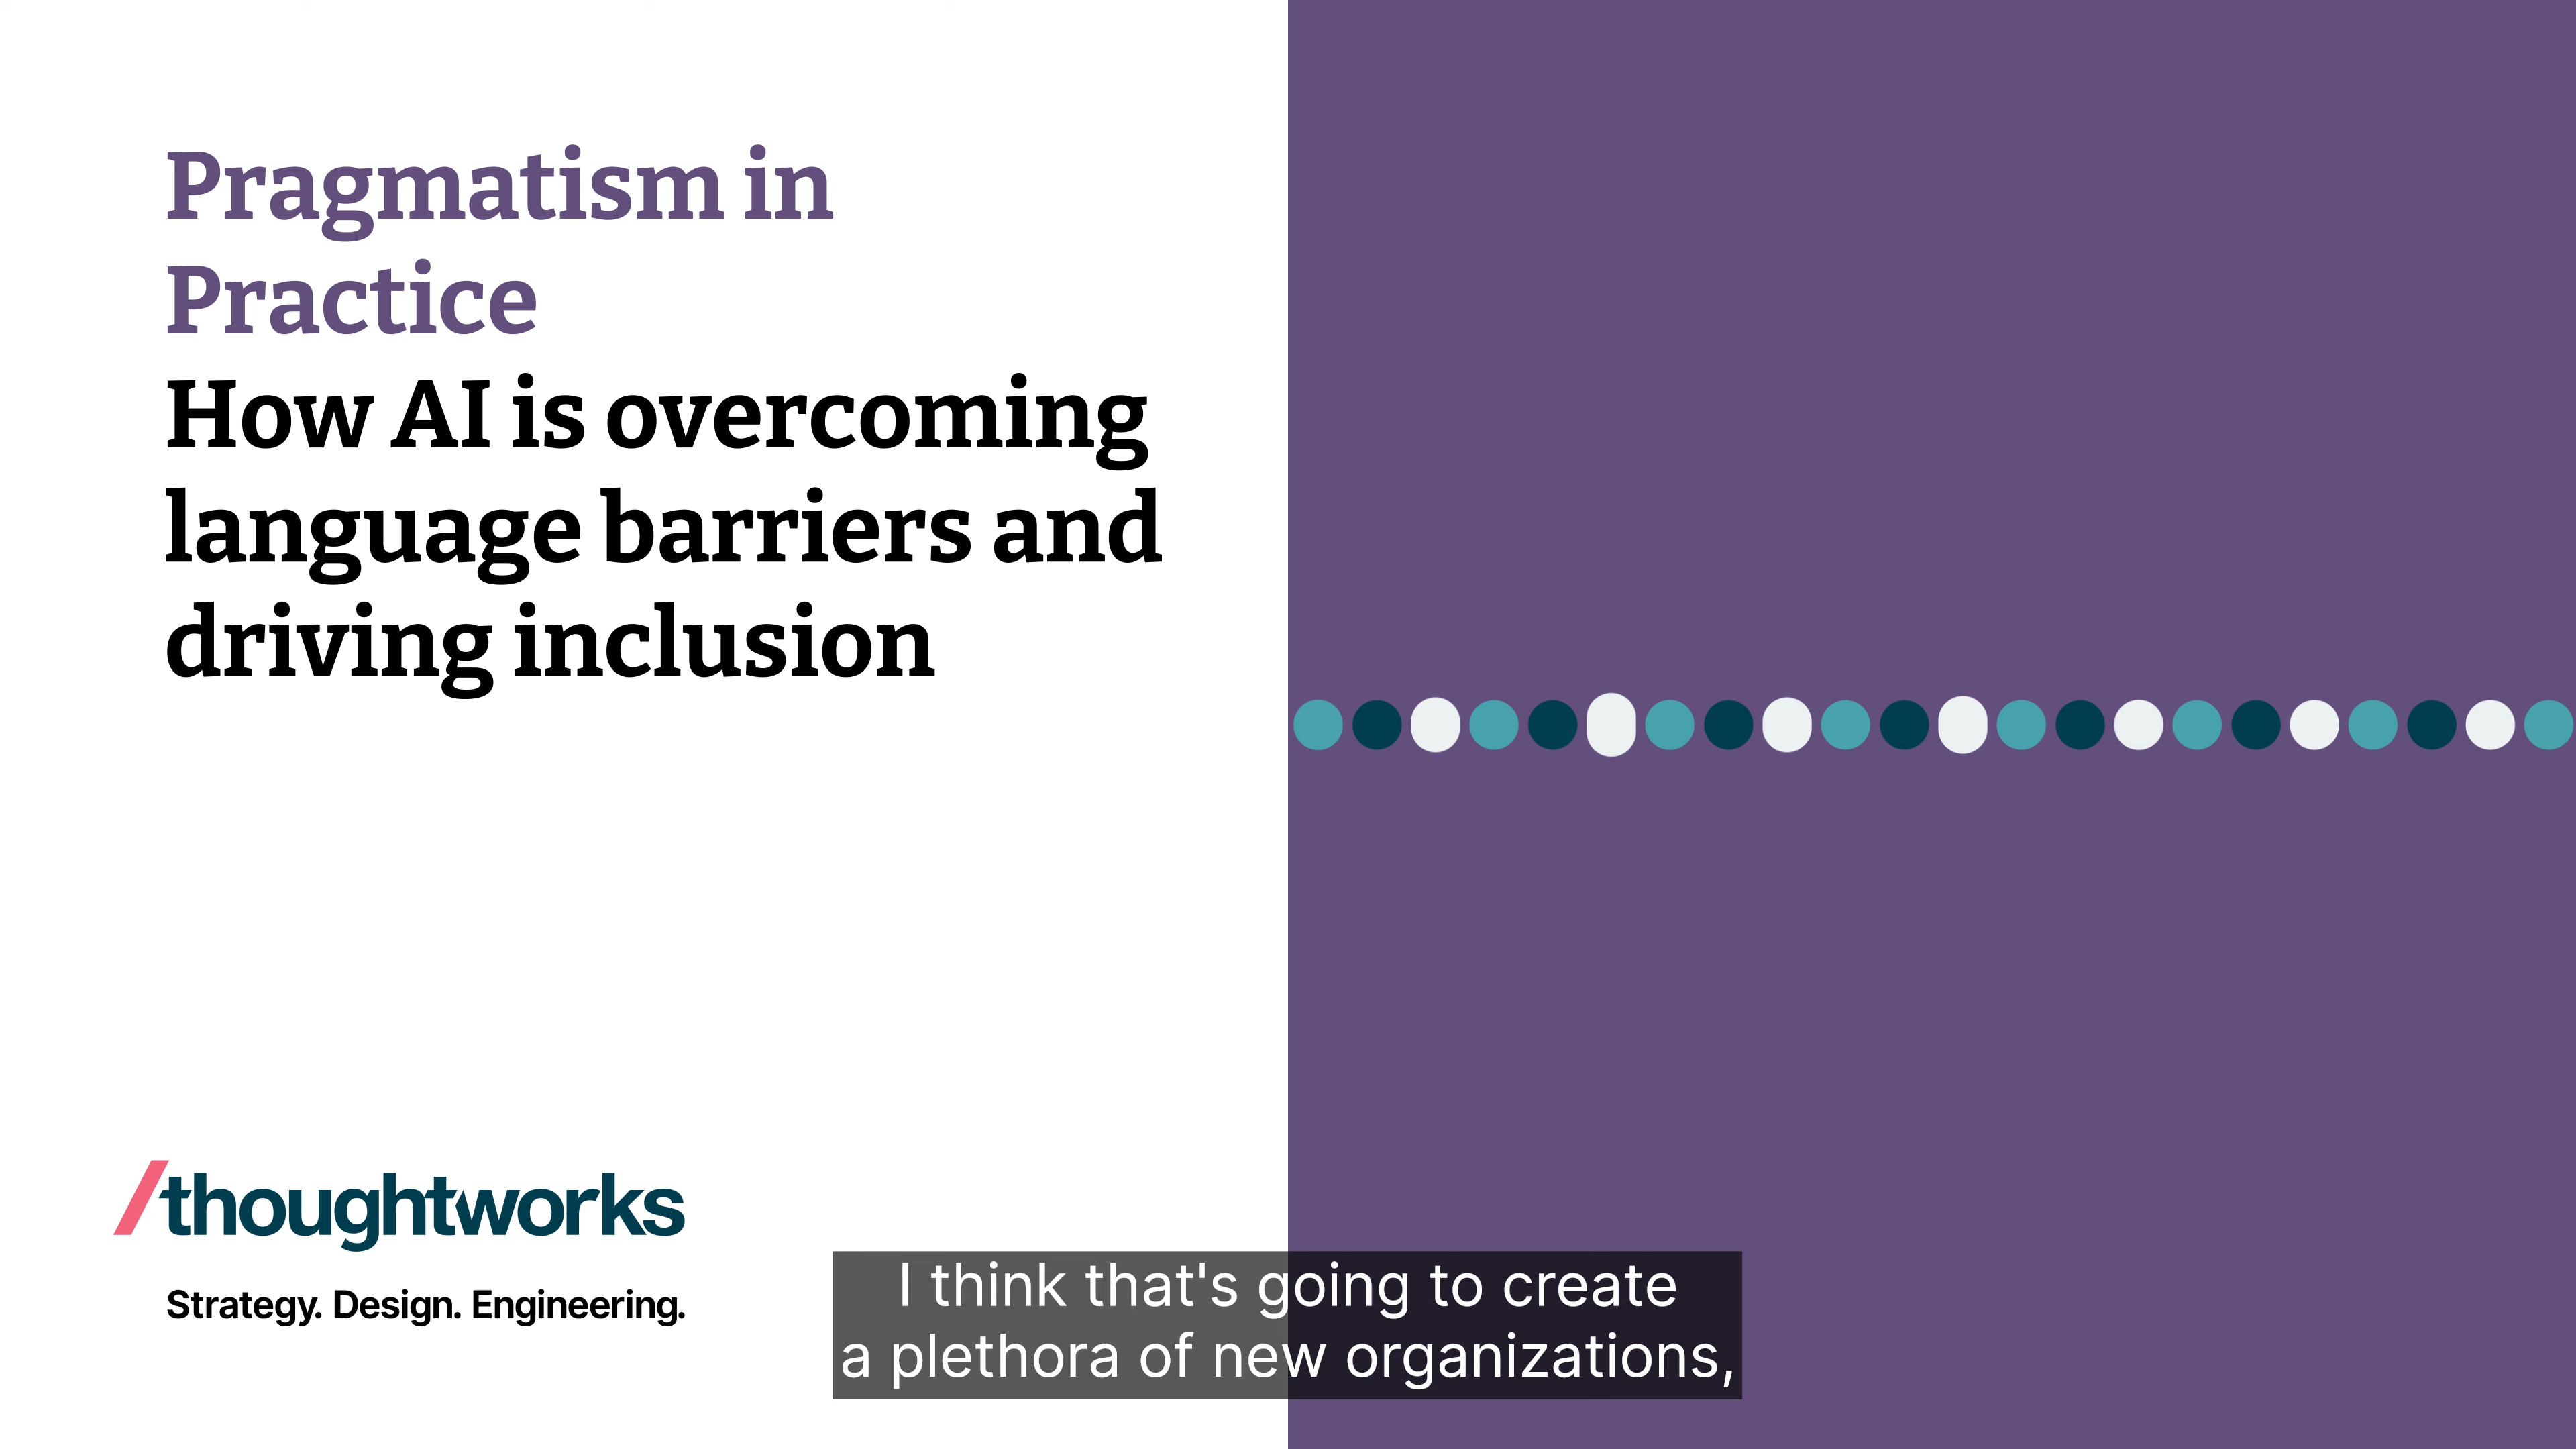 Pragmatism in
Practice
How AI is overcoming
language barriers and
driving inclusion
/thoughtworks
Strategy. Design. Engineering.
I think that's going to create
a plethora of new organizations,